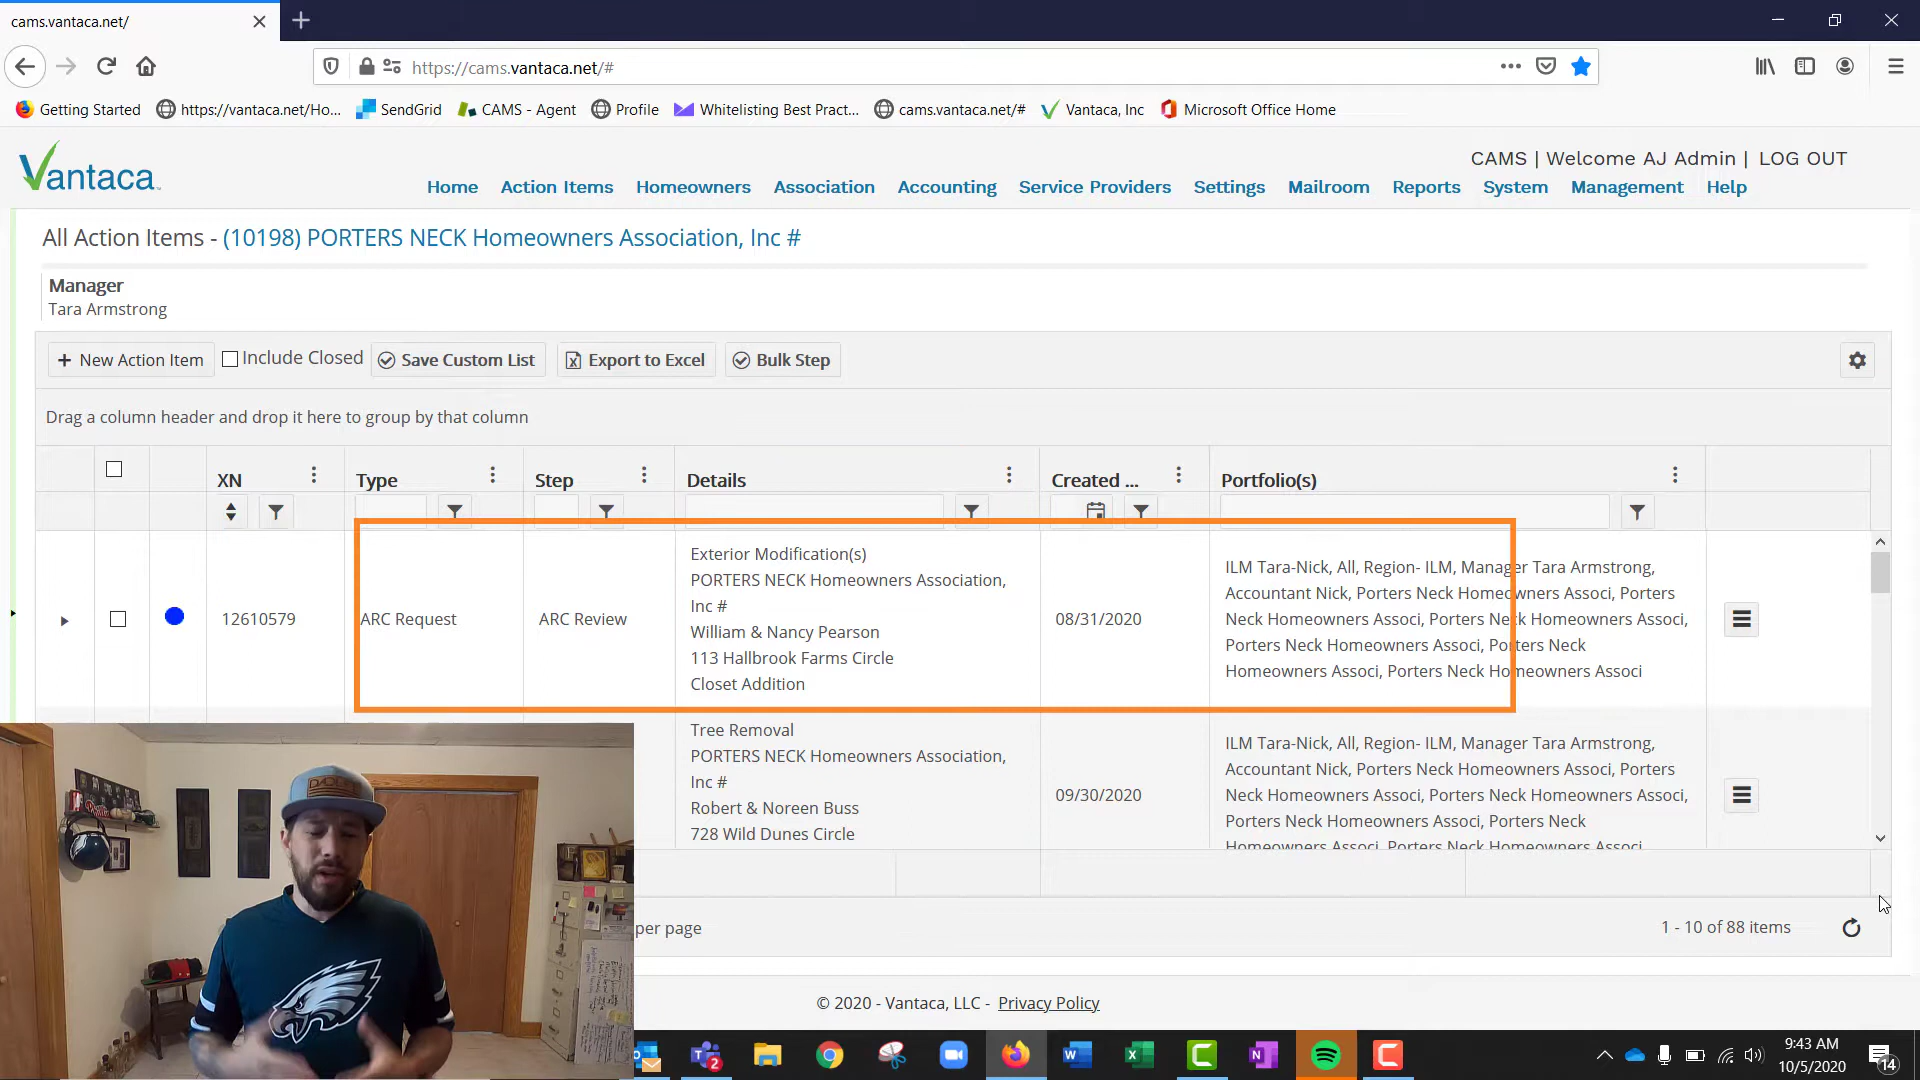 cams.vantaca.net/
https://cams.vantaca.net/#
Getting Started
https://vantaca.net/Ho...
SendGrid
CAMS - Agent
Profile
Whitelisting Best Pract...
cams.vantaca.net/#
Vantaca, Inc
Microsoft Office Home
Vantaca
CAMS | Welcome AJ Admin | LOG OUT
Home Action Items Homeowners Association Accounting Service Providers Settings Mailroom Reports System Management Help
All Action Items - (10198) PORTERS NECK Homeowners Association, Inc #
Manager
Tara Armstrong
+ New Action Item
Include Closed
Save Custom List
Export to Excel
Bulk Step
Drag a column header and drop it here to group by that column
XN
Type
Step
Details
Created ...
Portfolio(s)
12610579
ARC Request
ARC Review
Exterior Modification(s)
PORTERS NECK Homeowners Association,
Inc #
William & Nancy Pearson
113 Hallbrook Farms Circle
Closet Addition
08/31/2020
ILM Tara-Nick, All, Region- ILM, Manager Tara Armstrong,
Accountant Nick, Porters Neck Homeowners Associ, Porters
Neck Homeowners Associ, Porters Neck Homeowners Associ,
Porters Neck Homeowners Associ, Porters Neck
Homeowners Associ, Porters Neck Homeowners Associ
Tree Removal
PORTERS NECK Homeowners Association,
Inc #
Robert & Noreen Buss
728 Wild Dunes Circle
09/30/2020
ILM Tara-Nick, All, Region- ILM, Manager Tara Armstrong,
Accountant Nick, Porters Neck Homeowners Associ, Porters
Neck Homeowners Associ, Porters Neck Homeowners Associ,
Porters Neck Homeowners Associ, Porters Neck
Homeowners Associ, Porters Neck Homeowners Associ
per page
1 - 10 of 88 items
© 2020 - Vantaca, LLC - Privacy Policy
9:43 AM
10/5/2020
14
2